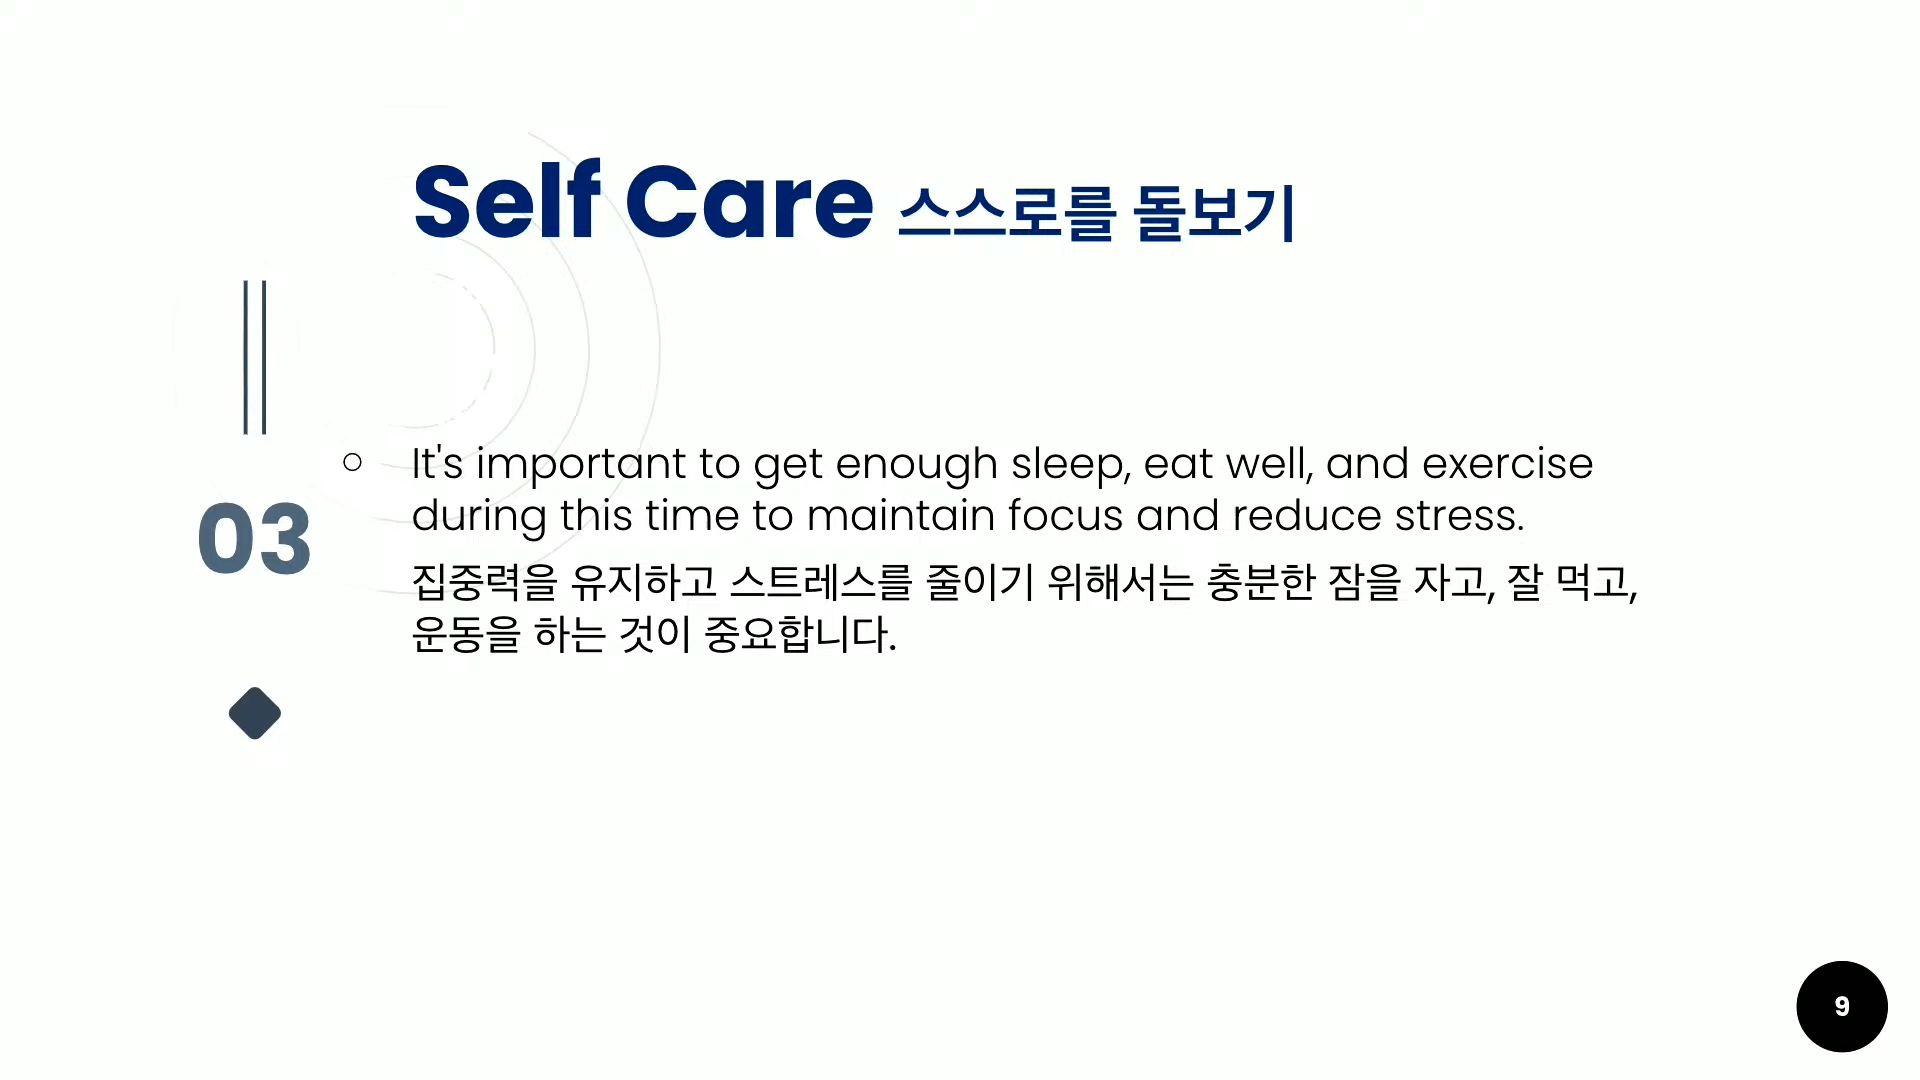 Self Care 스스로를 돌보기
03
○ It's important to get enough sleep, eat well, and exercise
during this time to maintain focus and reduce stress.
집중력을 유지하고 스트레스를 줄이기 위해서는 충분한 잠을 자고, 잘 먹고,
운동을 하는 것이 중요합니다.
9